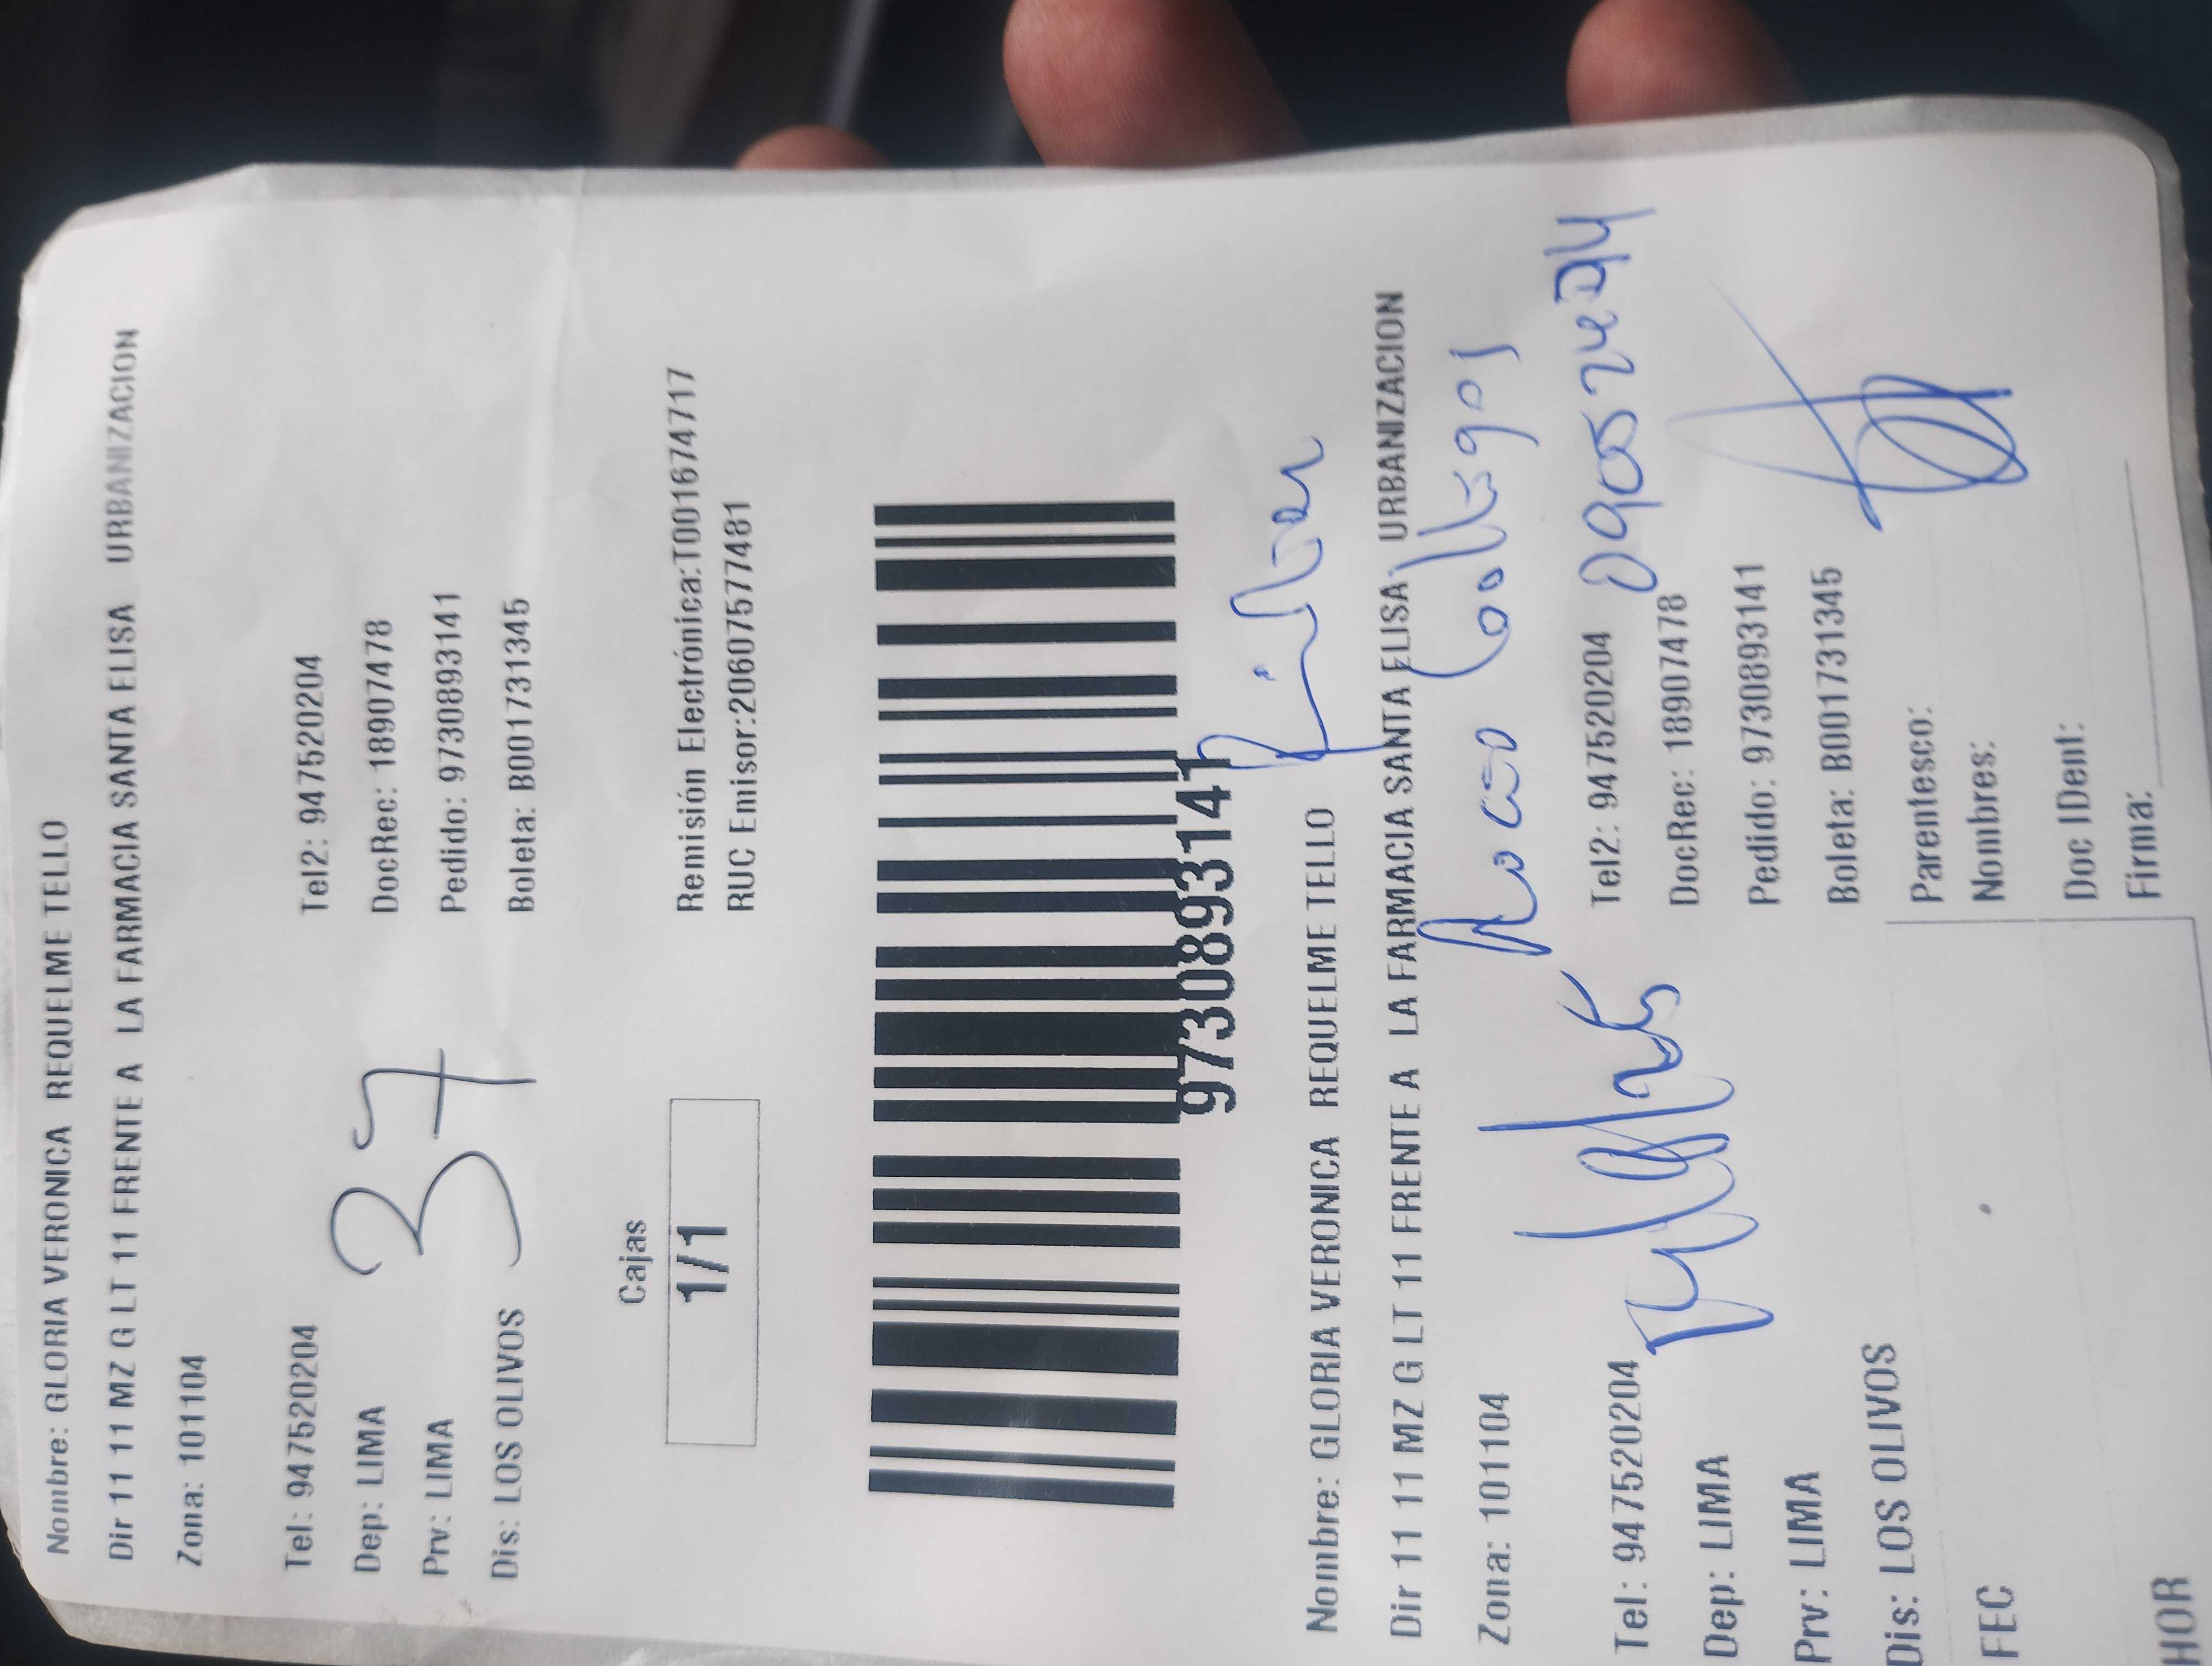 Nombre: GLORIA VERONICA REQUELME TELLO
Dir 11 11 MZ G LT 11 FRENTE A LA FARMACIA SANTA ELISA URBANIZACION
Zona: 101104
Tel: 947520204 Tel2: 947520204
Dep: LIMA DocRec: 18907478
Prv: LIMA Pedido: 9730893141
Dis: LOS OLIVOS Boleta: B001731345
37
Cajas
1/1
Remisión Electrónica:T001674717
RUC Emisor:20607577481
9730893141
Nombre: GLORIA VERONICA REQUELME TELLO
Dir 11 11 MZ G LT 11 FRENTE A LA FARMACIA SANTA ELISA URBANIZACION
Zona: 101104
Tel: 947520204 Tel2: 947520204
Dep: LIMA DocRec: 18907478
Prv: LIMA Pedido: 9730893141
Dis: LOS OLIVOS Boleta: B001731345
FEC Parentesco:
Nombres:
Doc IDent:
HOR Firma: